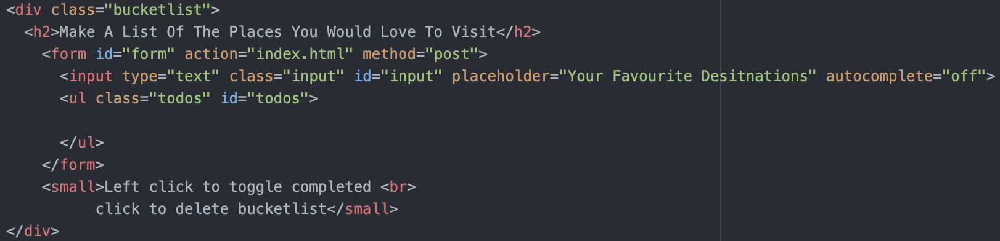 <div class="bucketlist">
<h2>Make A List Of The Places You Would Love To Visit</h2>
<form id="form" action="index.html" method="post">
<input type="text" class="input" id="input" placeholder="Your Favourite Desitnations" autocomplete="off">
<ul class="todos" id="todos">
</ul>
</form>
<small>Left click to toggle completed <br>
click to delete bucketlist</small>
</div>